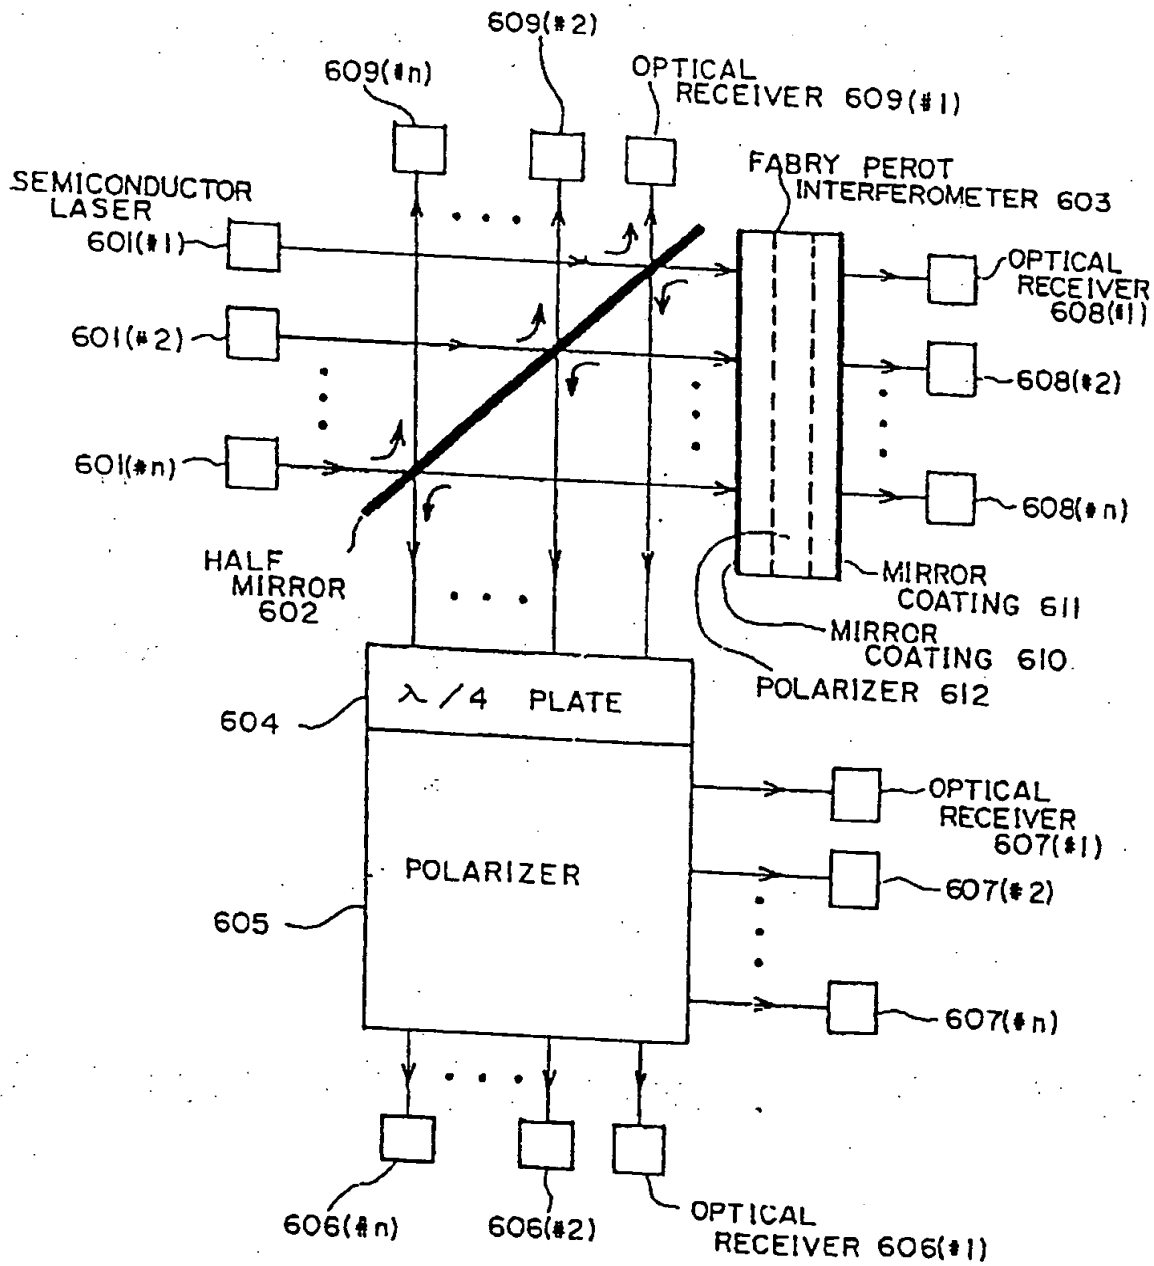 609(#2)
609(#n)
OPTICAL
RECEIVER 609(#1)
FABRY PEROT
INTERFEROMETER 603
SEMICONDUCTOR
LASER
601(#1)
OPTICAL
RECEIVER
608(#1)
601(#2)
608(#2)
601(#n)
608(#n)
HALF
MIRROR
602
MIRROR
COATING 611
MIRROR
COATING 610
POLARIZER 612
λ/4 PLATE
604
OPTICAL
RECEIVER
607(#1)
POLARIZER
605
607(#2)
607(#n)
606(#n)
606(#2)
OPTICAL
RECEIVER 606(#1)